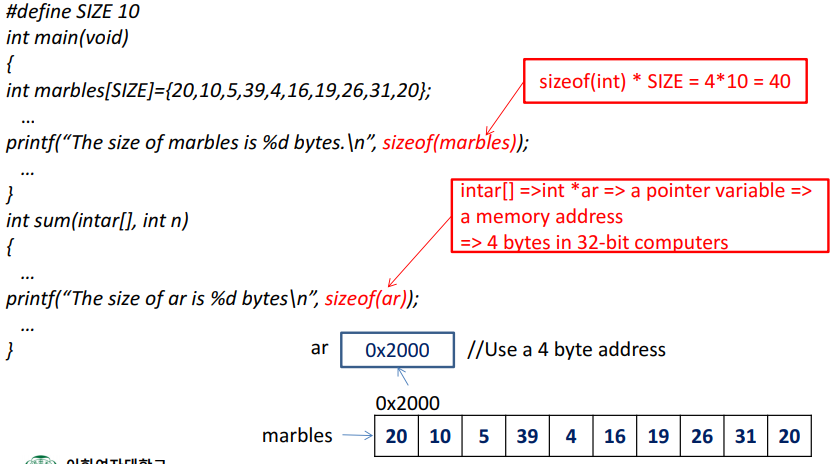 #define SIZE 10
int main(void)
{
int marbles[SIZE]={20,10,5,39,4,16,19,26,31,20};
…
printf(“The size of marbles is %d bytes.\n”, sizeof(marbles));
…
}
int sum(intar[], int n)
{
…
printf(“The size of ar is %d bytes\n”, sizeof(ar));
…
}
sizeof(int) * SIZE = 4*10 = 40
intar[] =>int *ar => a pointer variable =>
a memory address
=> 4 bytes in 32-bit computers
ar 0x2000 //Use a 4 byte address
0x2000
marbles 20 10 5 39 4 16 19 26 31 20